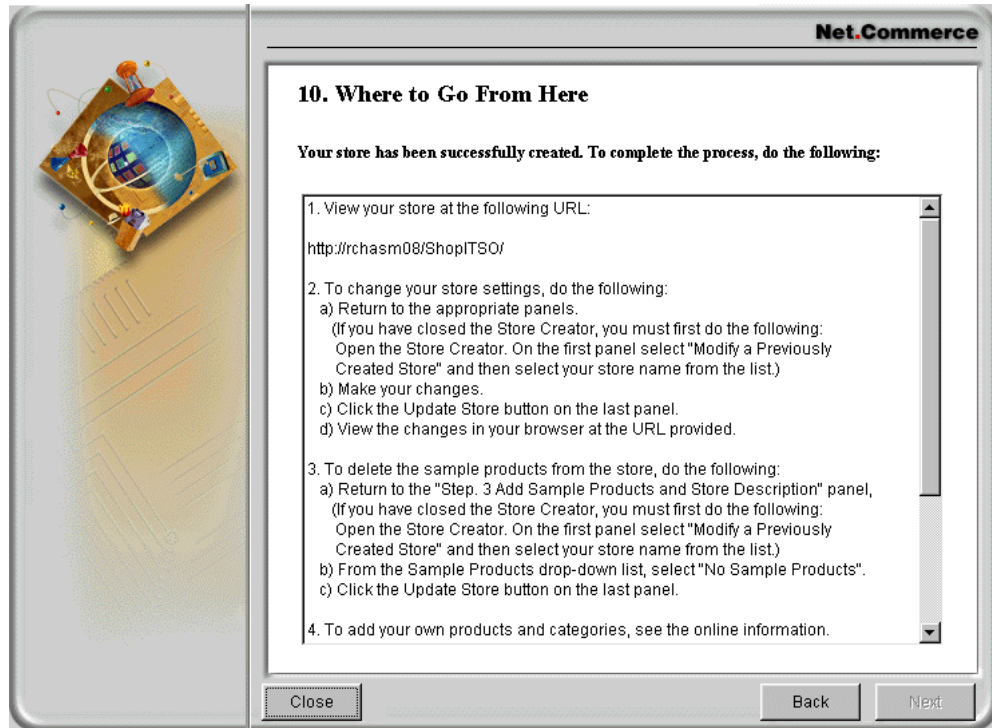 Net.Commerce
10. Where to Go From Here
Your store has been successfully created. To complete the process, do the following:
1. View your store at the following URL:
http://rchasm08/ShopITSO/
2. To change your store settings, do the following:
a) Return to the appropriate panels.
(If you have closed the Store Creator, you must first do the following:
Open the Store Creator. On the first panel select "Modify a Previously
Created Store" and then select your store name from the list.)
b) Make your changes.
c) Click the Update Store button on the last panel.
d) View the changes in your browser at the URL provided.
3. To delete the sample products from the store, do the following:
a) Return to the "Step. 3 Add Sample Products and Store Description" panel,
(If you have closed the Store Creator, you must first do the following:
Open the Store Creator. On the first panel select "Modify a Previously
Created Store" and then select your store name from the list.)
b) From the Sample Products drop-down list, select "No Sample Products".
c) Click the Update Store button on the last panel.
4. To add your own products and categories, see the online information.
Close
Back
Next